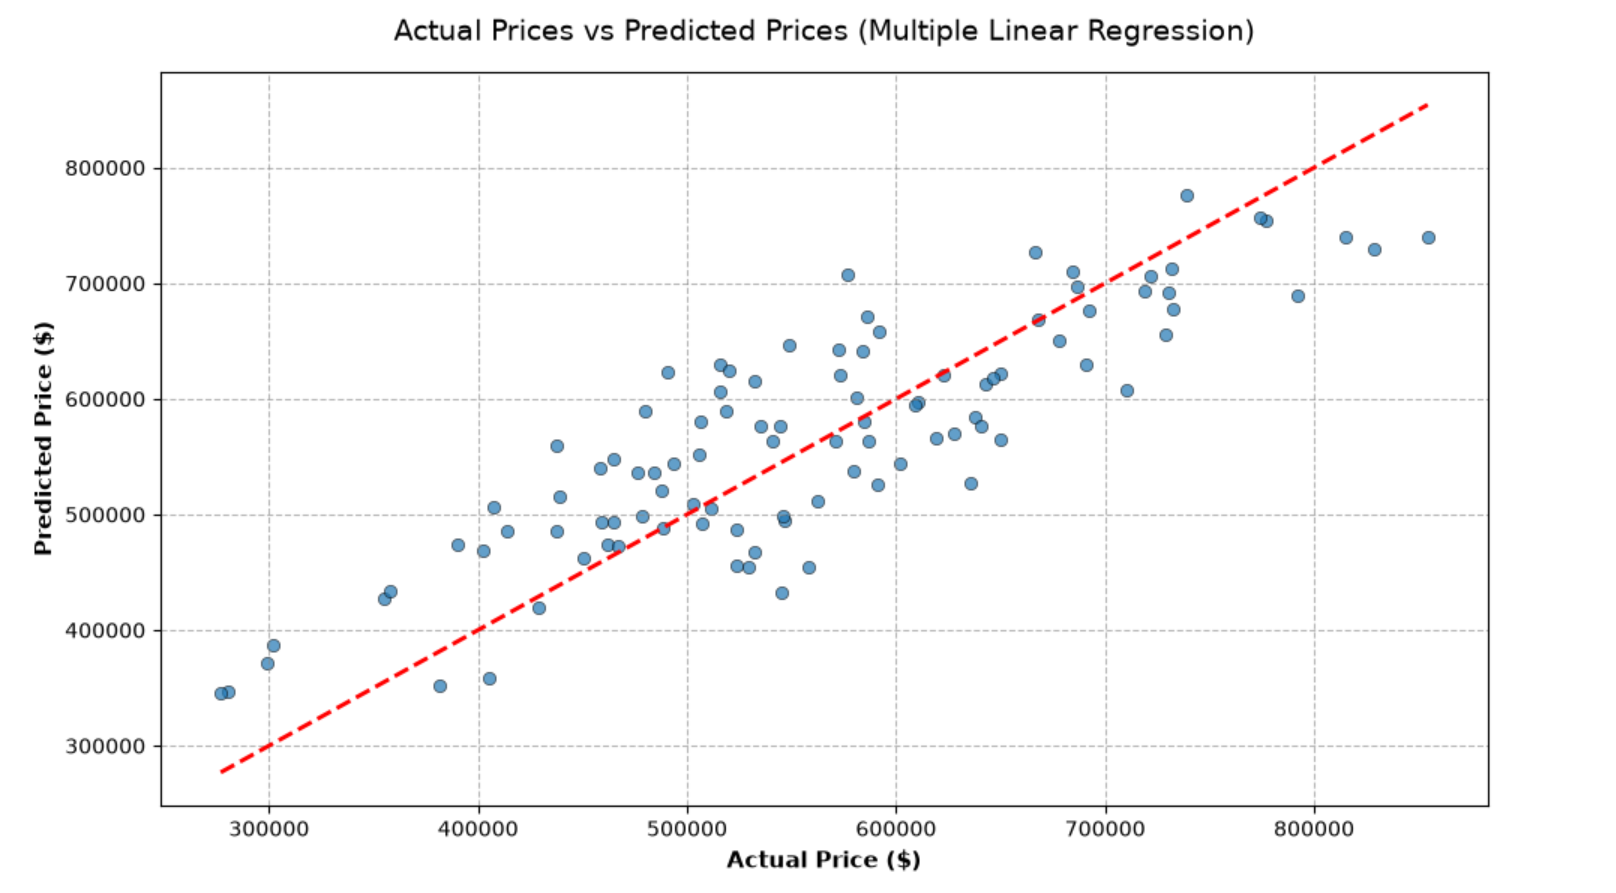 Actual Prices vs Predicted Prices (Multiple Linear Regression)
Predicted Price ($)
800000
700000
600000
500000
400000
300000
300000 400000 500000 600000 700000 800000
Actual Price ($)